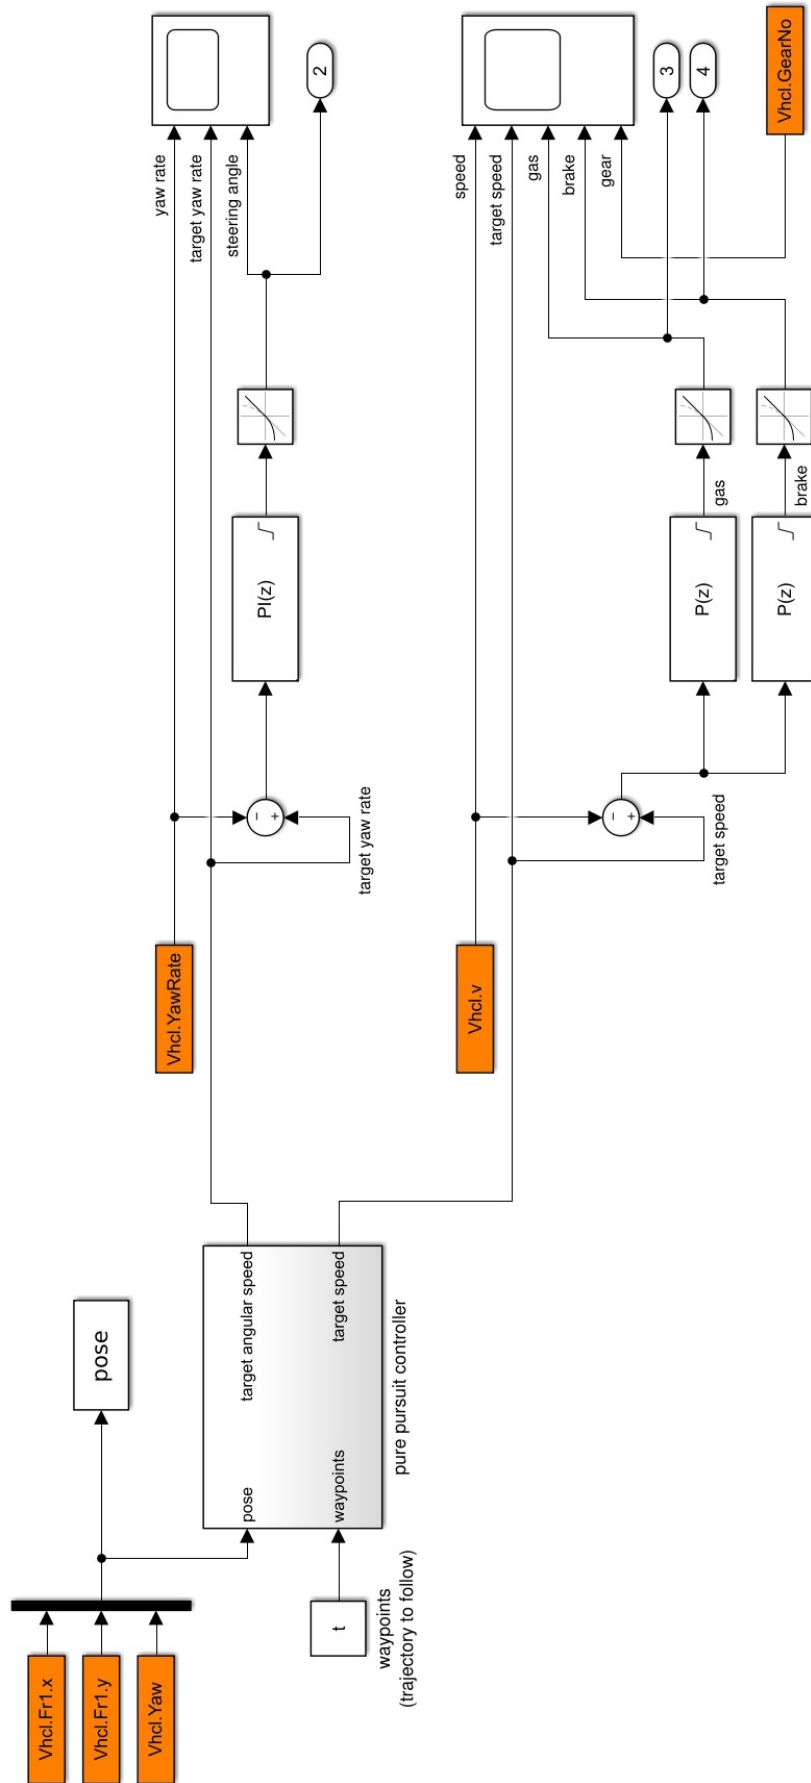 Vhcl.Fr1.x
Vhcl.Fr1.y
Vhcl.Yaw
pose
t
waypoints
(trajectory to follow)
pose
waypoints
target angular speed
target speed
pure pursuit controller
Vhcl.YawRate
target yaw rate
−
+
PI(z)
yaw rate
target yaw rate
steering angle
2
Vhcl.v
target speed
−
+
P(z)
gas
P(z)
brake
speed
target speed
gas
brake
gear
3
4
Vhcl.GearNo